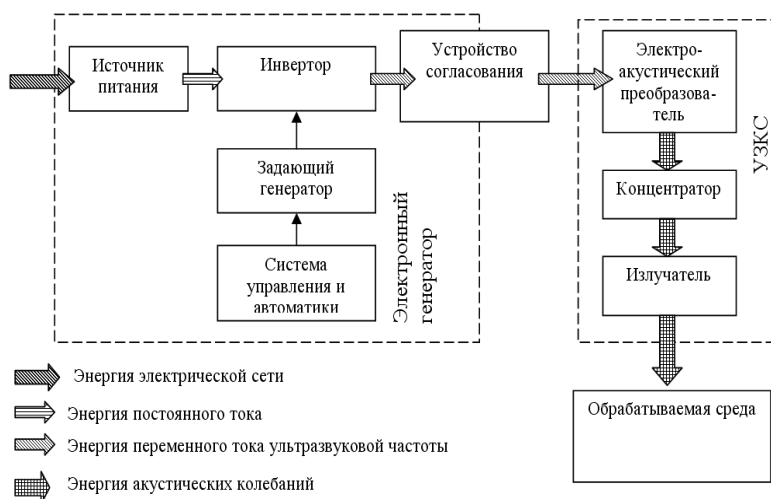 Источник
питания
Инвертор
Устройство
согласования
Электро-
акустический
преобразова-
тель
Задающий
генератор
Концентратор
Система
управления и
автоматики
Излучатель
Электронный
генератор
УЗКС
Обрабатываемая среда
Энергия электрической сети
Энергия постоянного тока
Энергия переменного тока ультразвуковой частоты
Энергия акустических колебаний